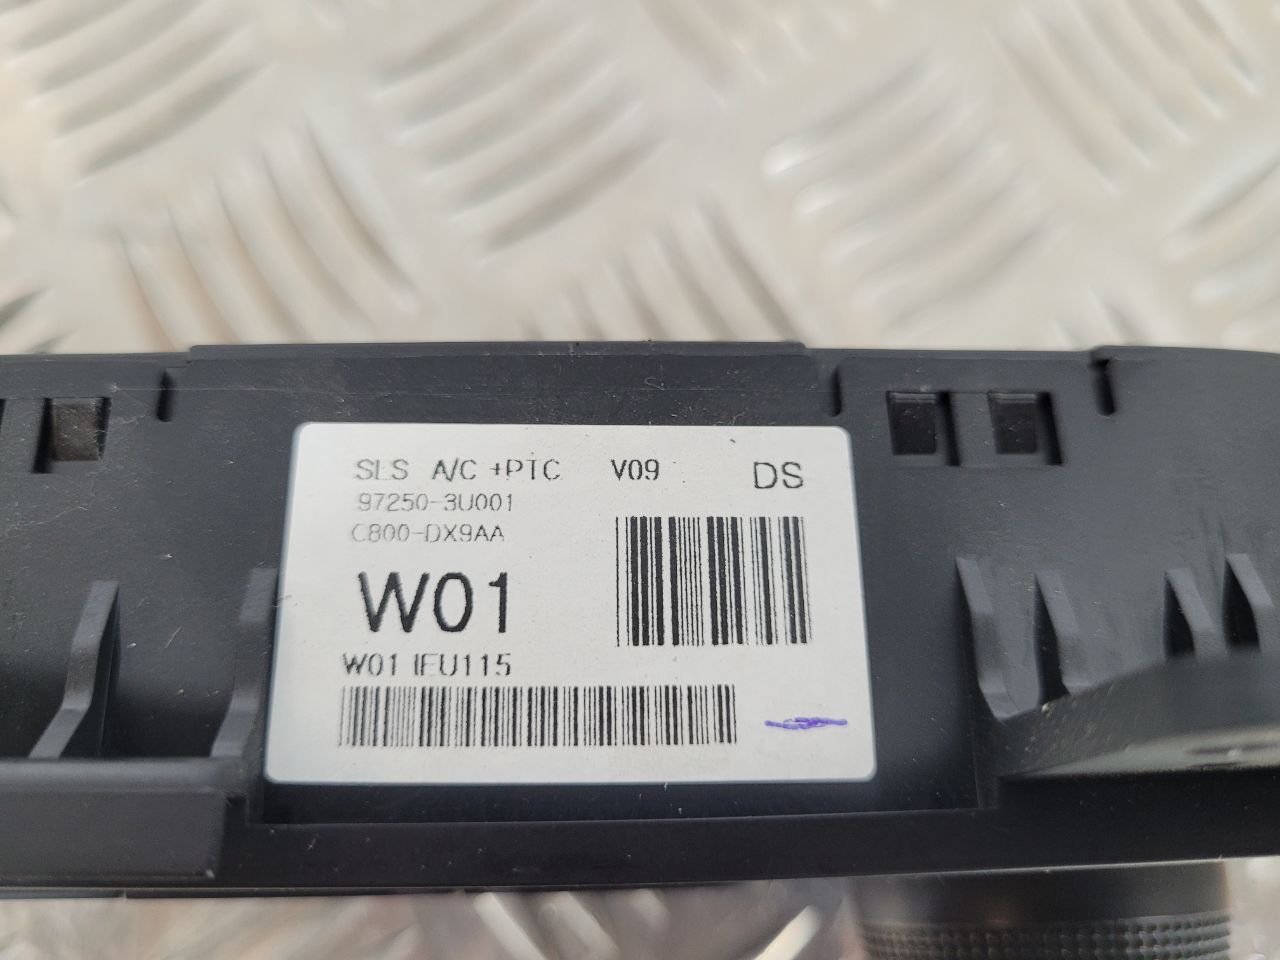 SLS A/C +PTC V09 DS
97250-3U001
C800-DX9AA
W01
W01 IEU115